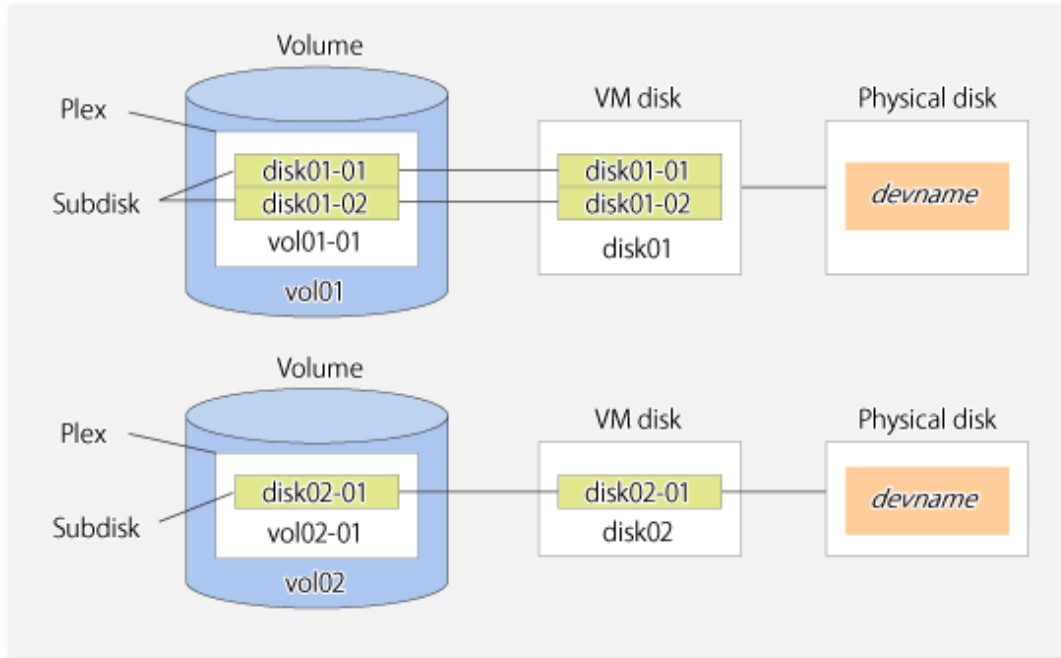 Volume
VM disk
Physical disk
Plex
disk01-01
disk01-01
devname
Subdisk
disk01-02
disk01-02
vol01-01
disk01
vol01
Volume
VM disk
Physical disk
Plex
disk02-01
disk02-01
devname
Subdisk
vol02-01
disk02
vol02